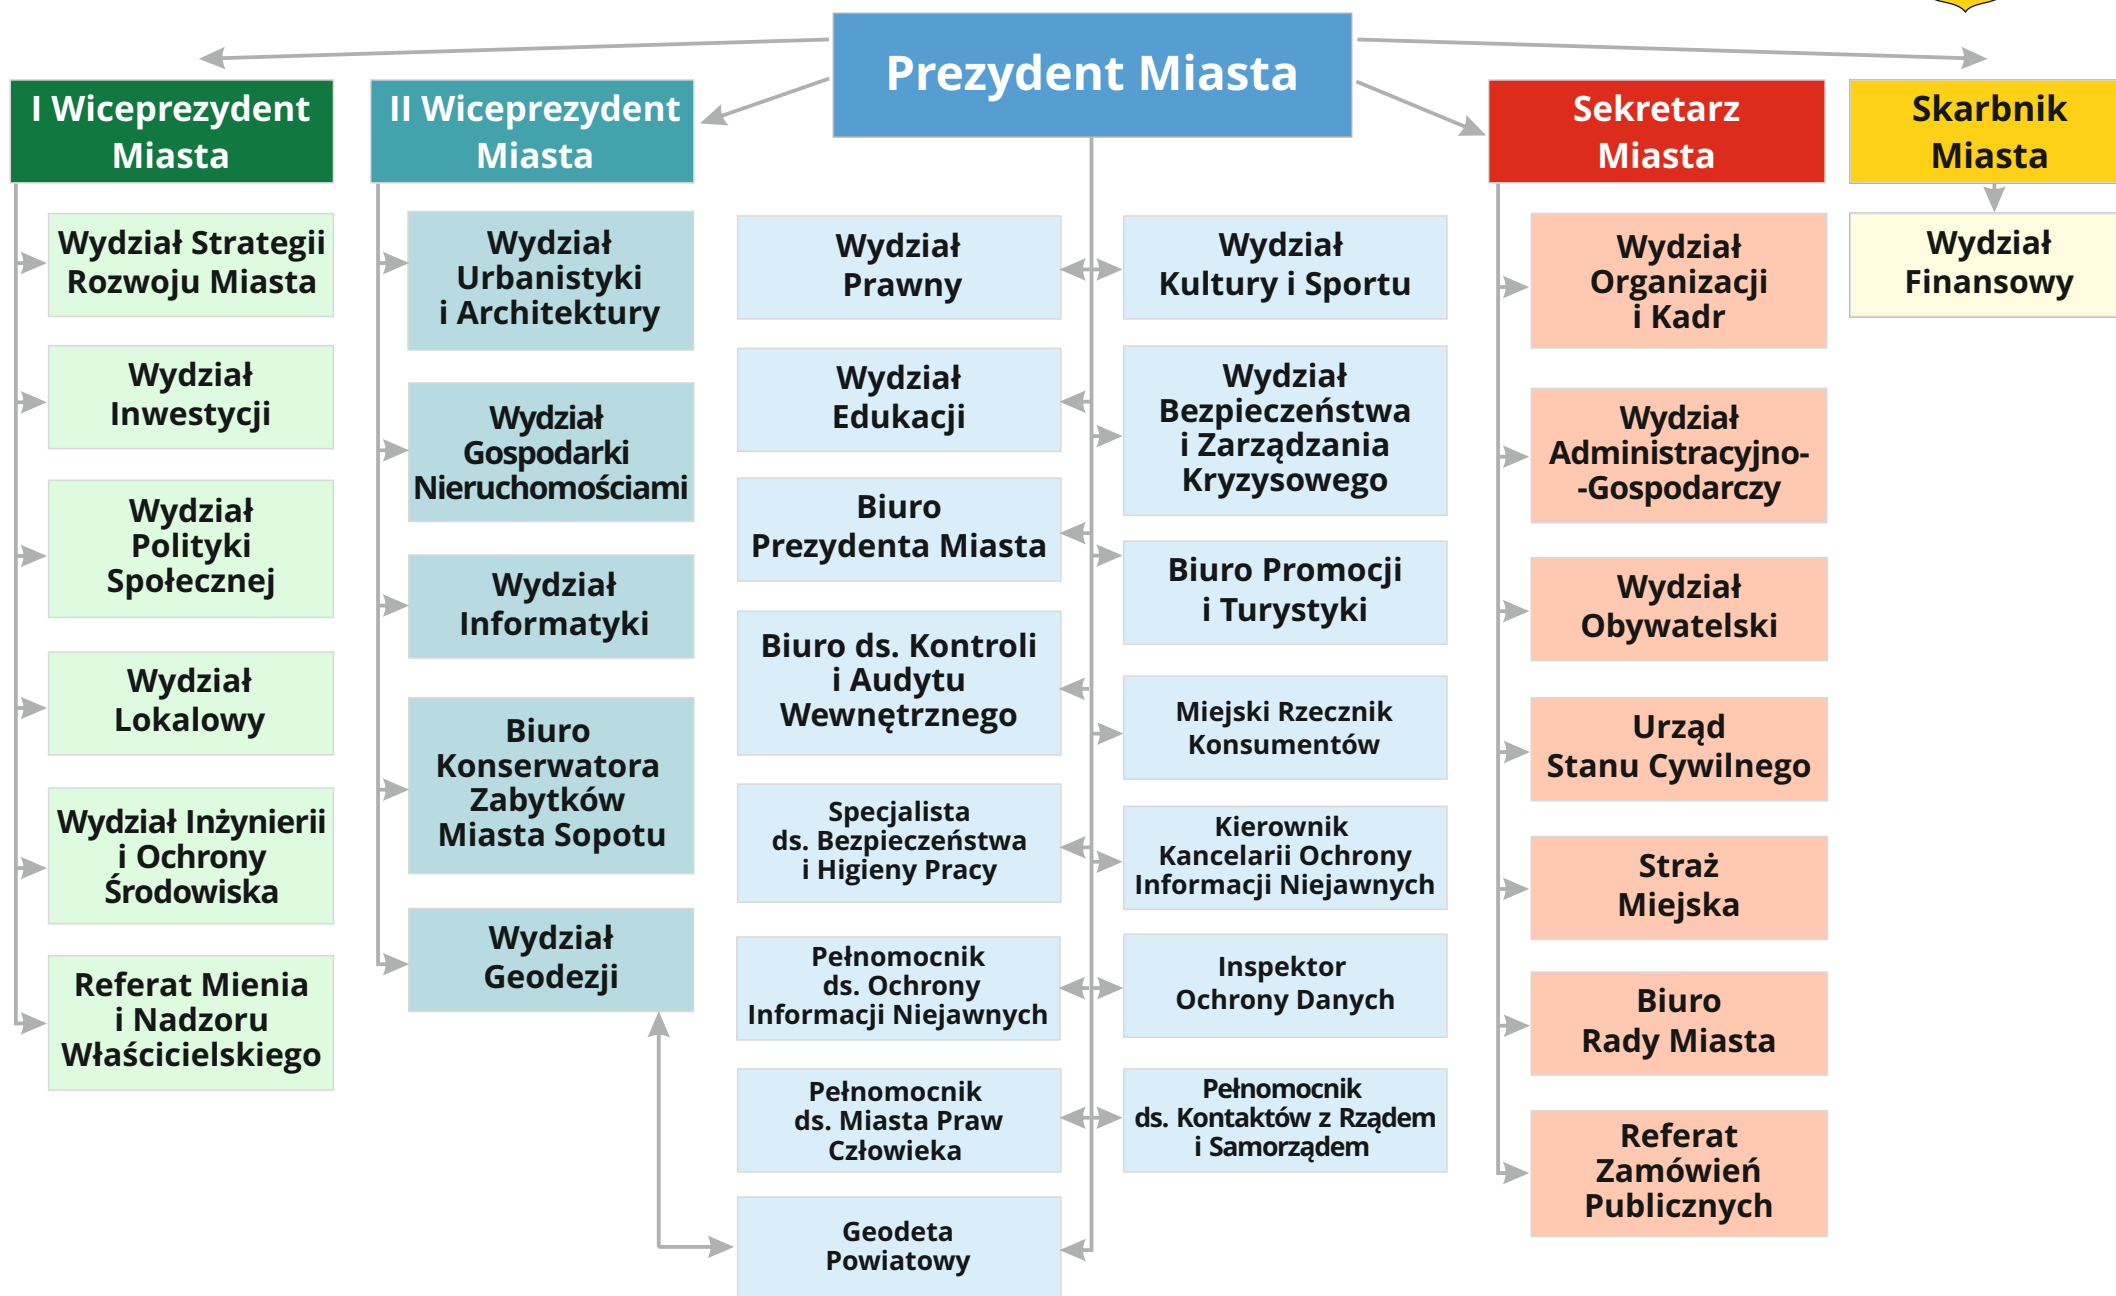 Prezydent Miasta
I Wiceprezydent
Miasta
Wydział Strategii
Rozwoju Miasta
Wydział
Inwestycji
Wydział
Polityki
Społecznej
Wydział
Lokalowy
Wydział Inżynierii
i Ochrony
Środowiska
Referat Mienia
i Nadzoru
Właścicielskiego
II Wiceprezydent
Miasta
Wydział
Urbanistyki
i Architektury
Wydział
Gospodarki
Nieruchomościami
Wydział
Informatyki
Biuro
Konserwatora
Zabytków
Miasta Sopotu
Wydział
Geodezji
Wydział
Prawny
Wydział
Edukacji
Biuro
Prezydenta Miasta
Biuro ds. Kontroli
i Audytu
Wewnętrznego
Specjalista
ds. Bezpieczeństwa
i Higieny Pracy
Pełnomocnik
ds. Ochrony
Informacji Niejawnych
Pełnomocnik
ds. Miasta Praw
Człowieka
Geodeta
Powiatowy
Wydział
Kultury i Sportu
Wydział
Bezpieczeństwa
i Zarządzania
Kryzysowego
Biuro Promocji
i Turystyki
Miejski Rzecznik
Konsumentów
Kierownik
Kancelarii Ochrony
Informacji Niejawnych
Inspektor
Ochrony Danych
Pełnomocnik
ds. Kontaktów z Rządem
i Samorządem
Sekretarz
Miasta
Wydział
Organizacji
i Kadr
Wydział
Administracyjno-
-Gospodarczy
Wydział
Obywatelski
Urząd
Stanu Cywilnego
Straż
Miejska
Biuro
Rady Miasta
Referat
Zamówień
Publicznych
Skarbnik
Miasta
Wydział
Finansowy